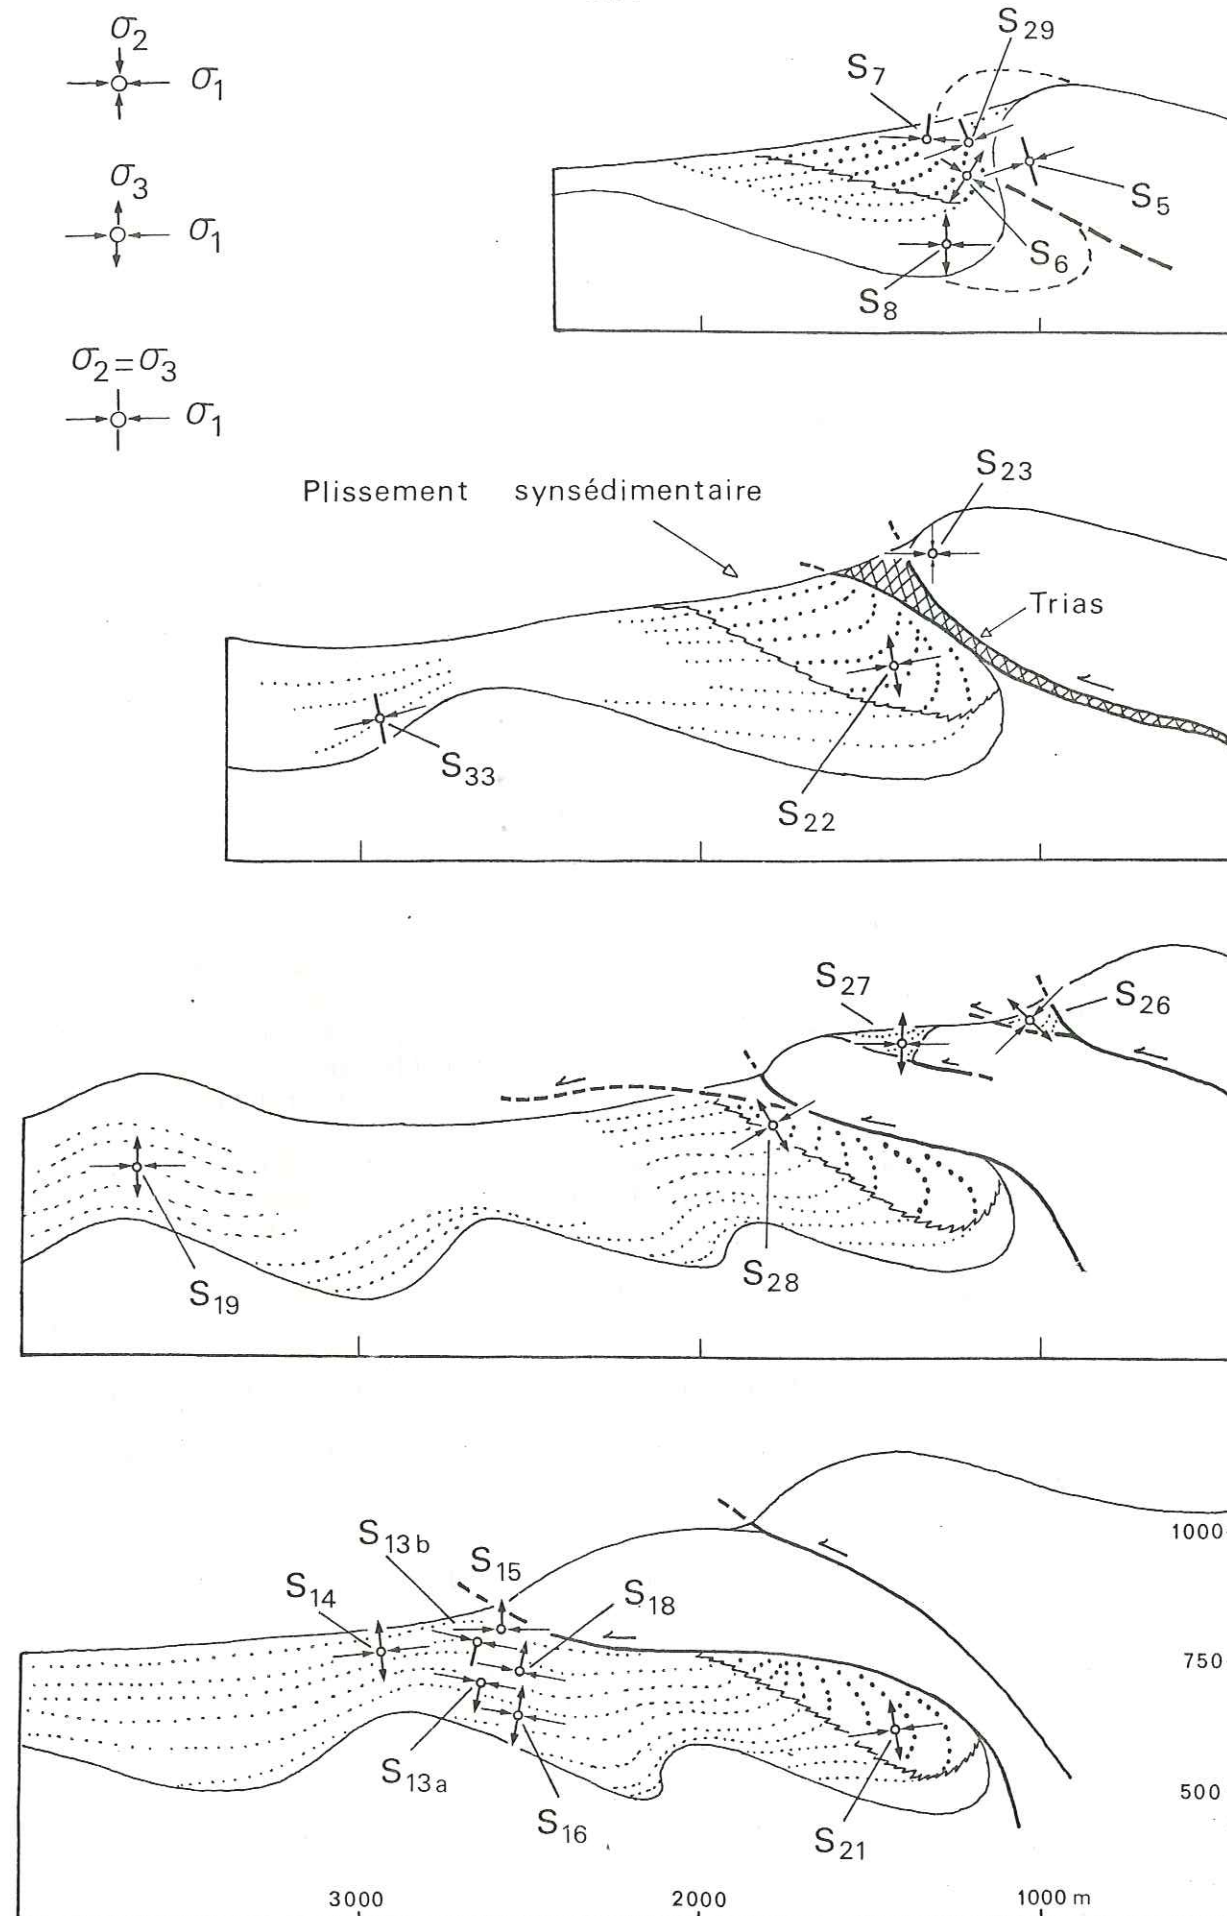 σ2
σ1
σ3
σ1
σ2=σ3
σ1
S29
S7
S5
S6
S8
S23
Plissement synsédimentaire
Trias
S33
S22
S27
S26
S19
S28
S13b
S15
S14
S18
1000
750
S13a
S16
S21
500
3000 2000 1000 m